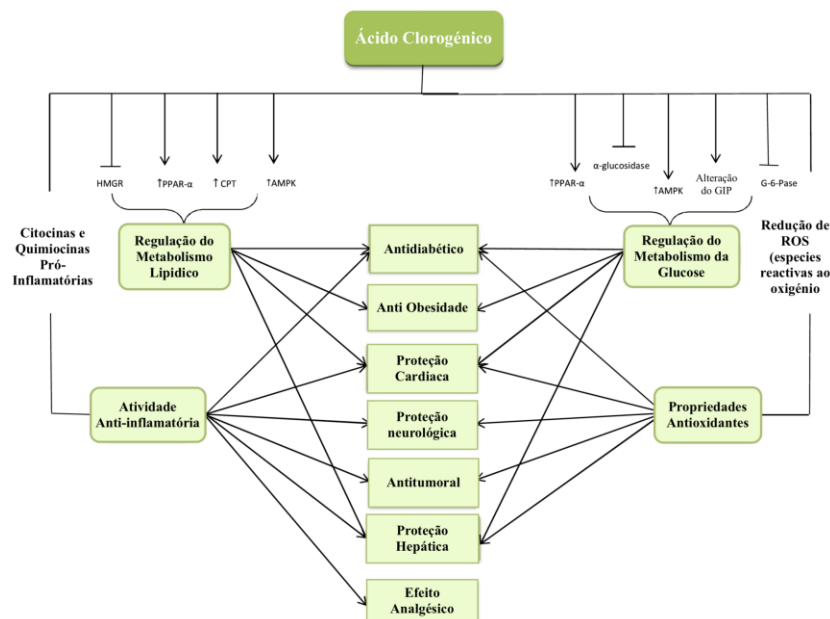 Ácido Clorogénico
HMGR
↑PPAR-α
↑ CPT
↑AMPK
↑PPAR-α
α-glucosidase
↑AMPK
Alteração
do GIP
G-6-Pase
Citocinas e
Quimiocinas
Pró-
Inflamatórias
Regulação do
Metabolismo
Lipidico
Antidiabético
Regulação do
Metabolismo da
Glucose
Redução de
ROS
(especies
reactivas ao
oxigénio
Anti Obesidade
Proteção
Cardiaca
Atividade
Anti-inflamatória
Proteção
neurológica
Propriedades
Antioxidantes
Antitumoral
Proteção
Hepática
Efeito
Analgésico